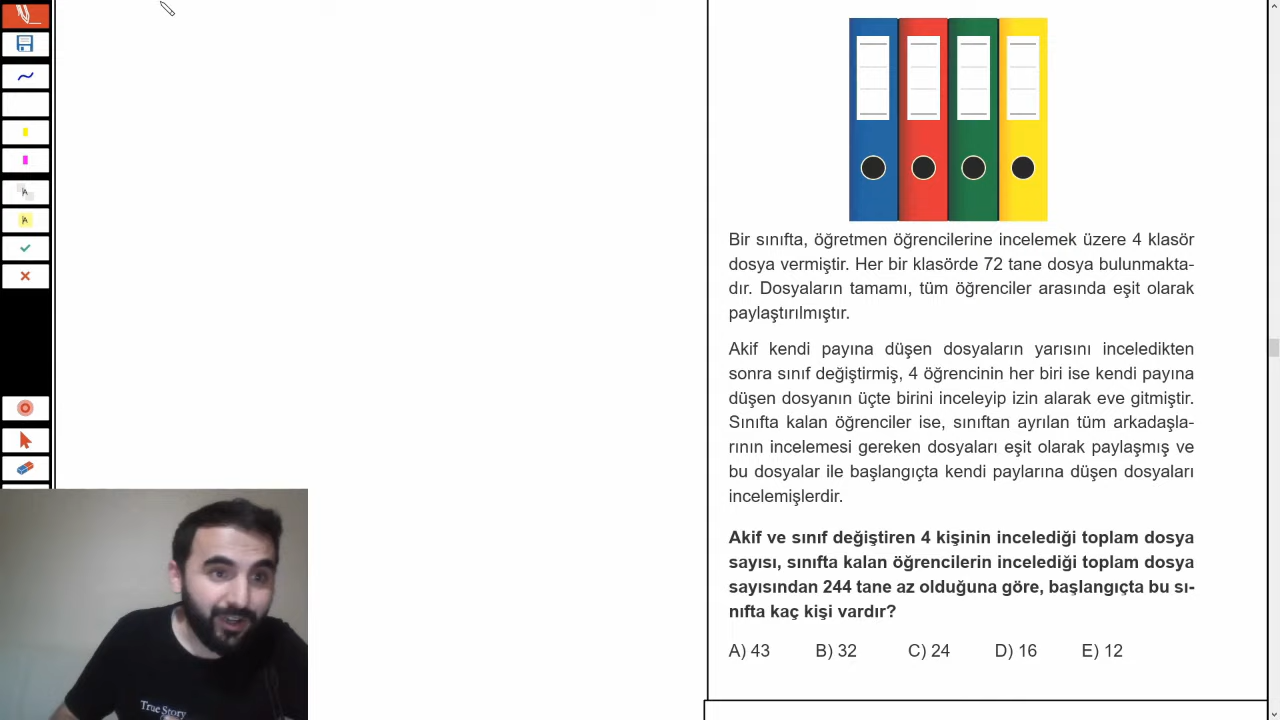 Bir sınıfta, öğretmen öğrencilerine incelemek üzere 4 klasör
dosya vermiştir. Her bir klasörde 72 tane dosya bulunmakta-
dır. Dosyaların tamamı, tüm öğrenciler arasında eşit olarak
paylaştırılmıştır.
Akif kendi payına düşen dosyaların yarısını inceledikten
sonra sınıf değiştirmiş, 4 öğrencinin her biri ise kendi payına
düşen dosyanın üçte birini inceleyip izin alarak eve gitmiştir.
Sınıfta kalan öğrenciler ise, sınıftan ayrılan tüm arkadaşla-
rının incelemesi gereken dosyaları eşit olarak paylaşmış ve
bu dosyalar ile başlangıçta kendi paylarına düşen dosyaları
incelemişlerdir.
Akif ve sınıf değiştiren 4 kişinin incelediği toplam dosya
sayısı, sınıfta kalan öğrencilerin incelediği toplam dosya
sayısından 244 tane az olduğuna göre, başlangıçta bu sı-
nıfta kaç kişi vardır?
A) 43 B) 32 C) 24 D) 16 E) 12
A
A
True Story